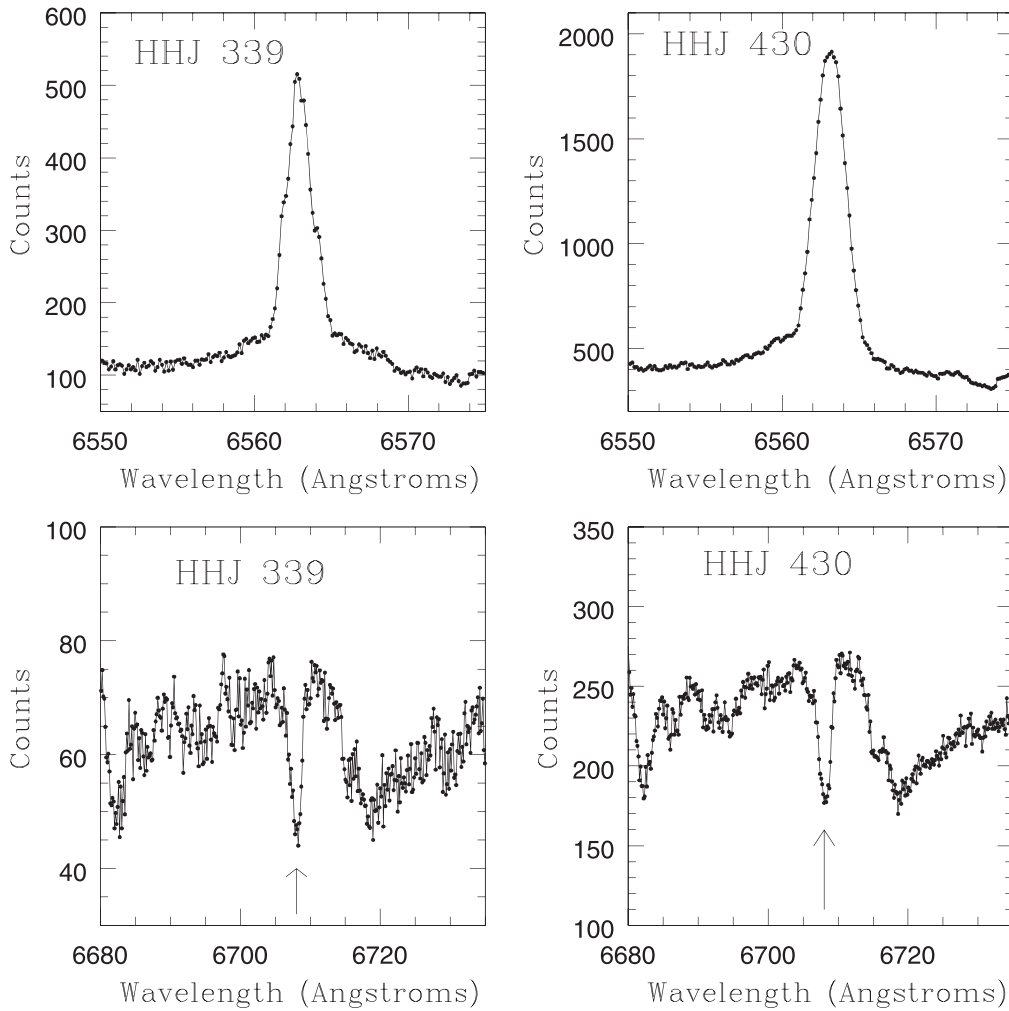 HHJ 339
Counts
600
500
400
300
200
100
6550
6560
6570
Wavelength (Angstroms)
HHJ 430
Counts
2000
1500
1000
500
6550
6560
6570
Wavelength (Angstroms)
HHJ 339
Counts
100
80
60
40
6680
6700
6720
Wavelength (Angstroms)
HHJ 430
Counts
350
300
250
200
150
100
6680
6700
6720
Wavelength (Angstroms)